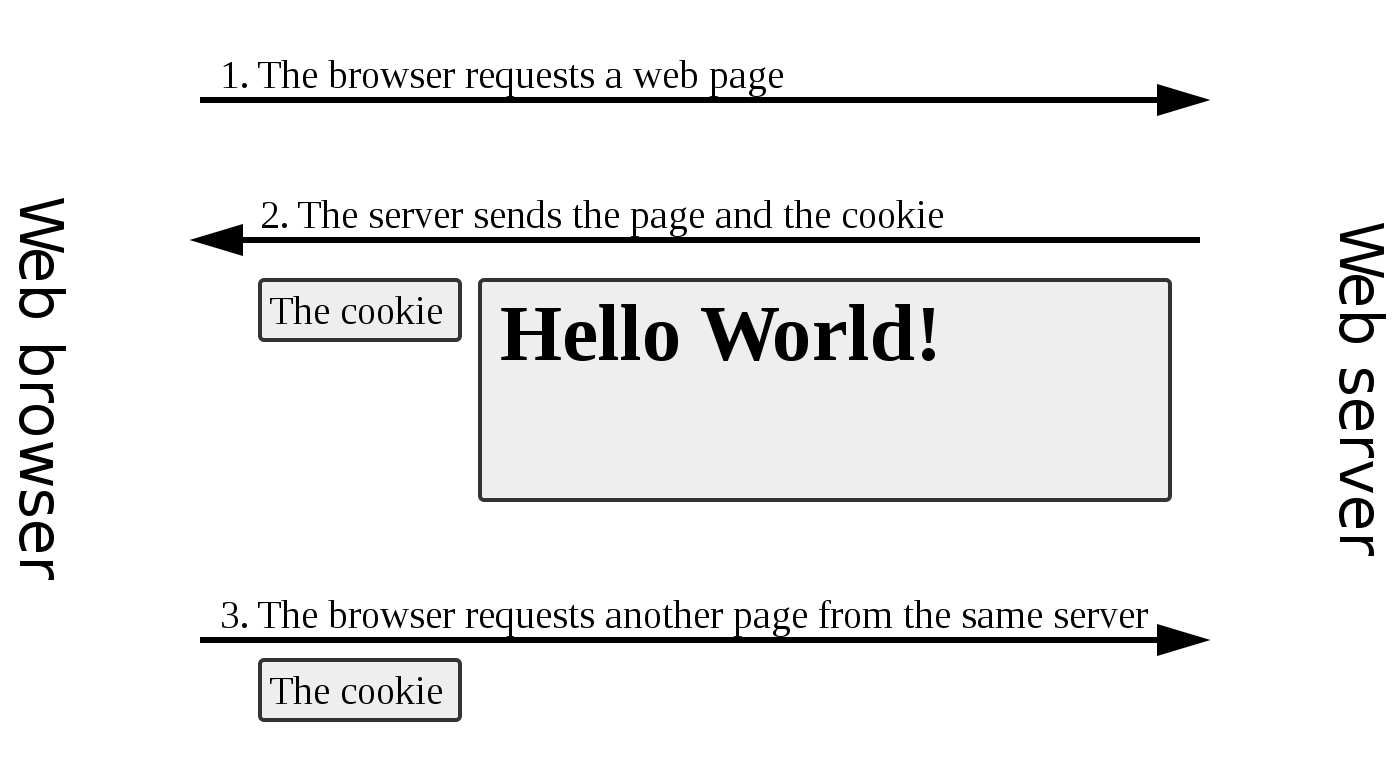 1. The browser requests a web page
2. The server sends the page and the cookie
The cookie
Hello World!
Web browser
Web server
3. The browser requests another page from the same server
The cookie